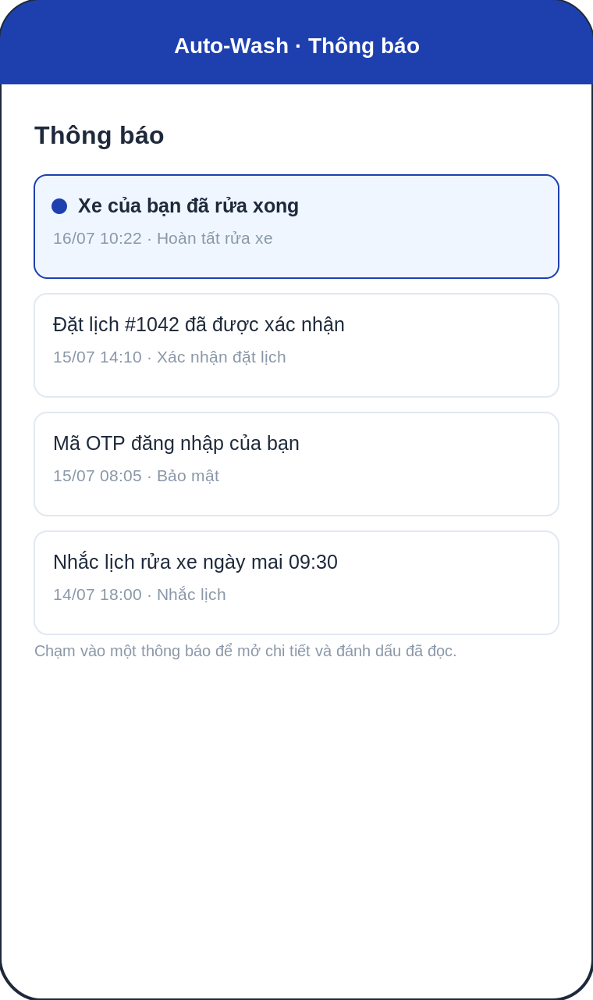 Auto-Wash · Thông báo
Thông báo
Xe của bạn đã rửa xong
16/07 10:22 · Hoàn tất rửa xe
Đặt lịch #1042 đã được xác nhận
15/07 14:10 · Xác nhận đặt lịch
Mã OTP đăng nhập của bạn
15/07 08:05 · Bảo mật
Nhắc lịch rửa xe ngày mai 09:30
14/07 18:00 · Nhắc lịch
Chạm vào một thông báo để mở chi tiết và đánh dấu đã đọc.